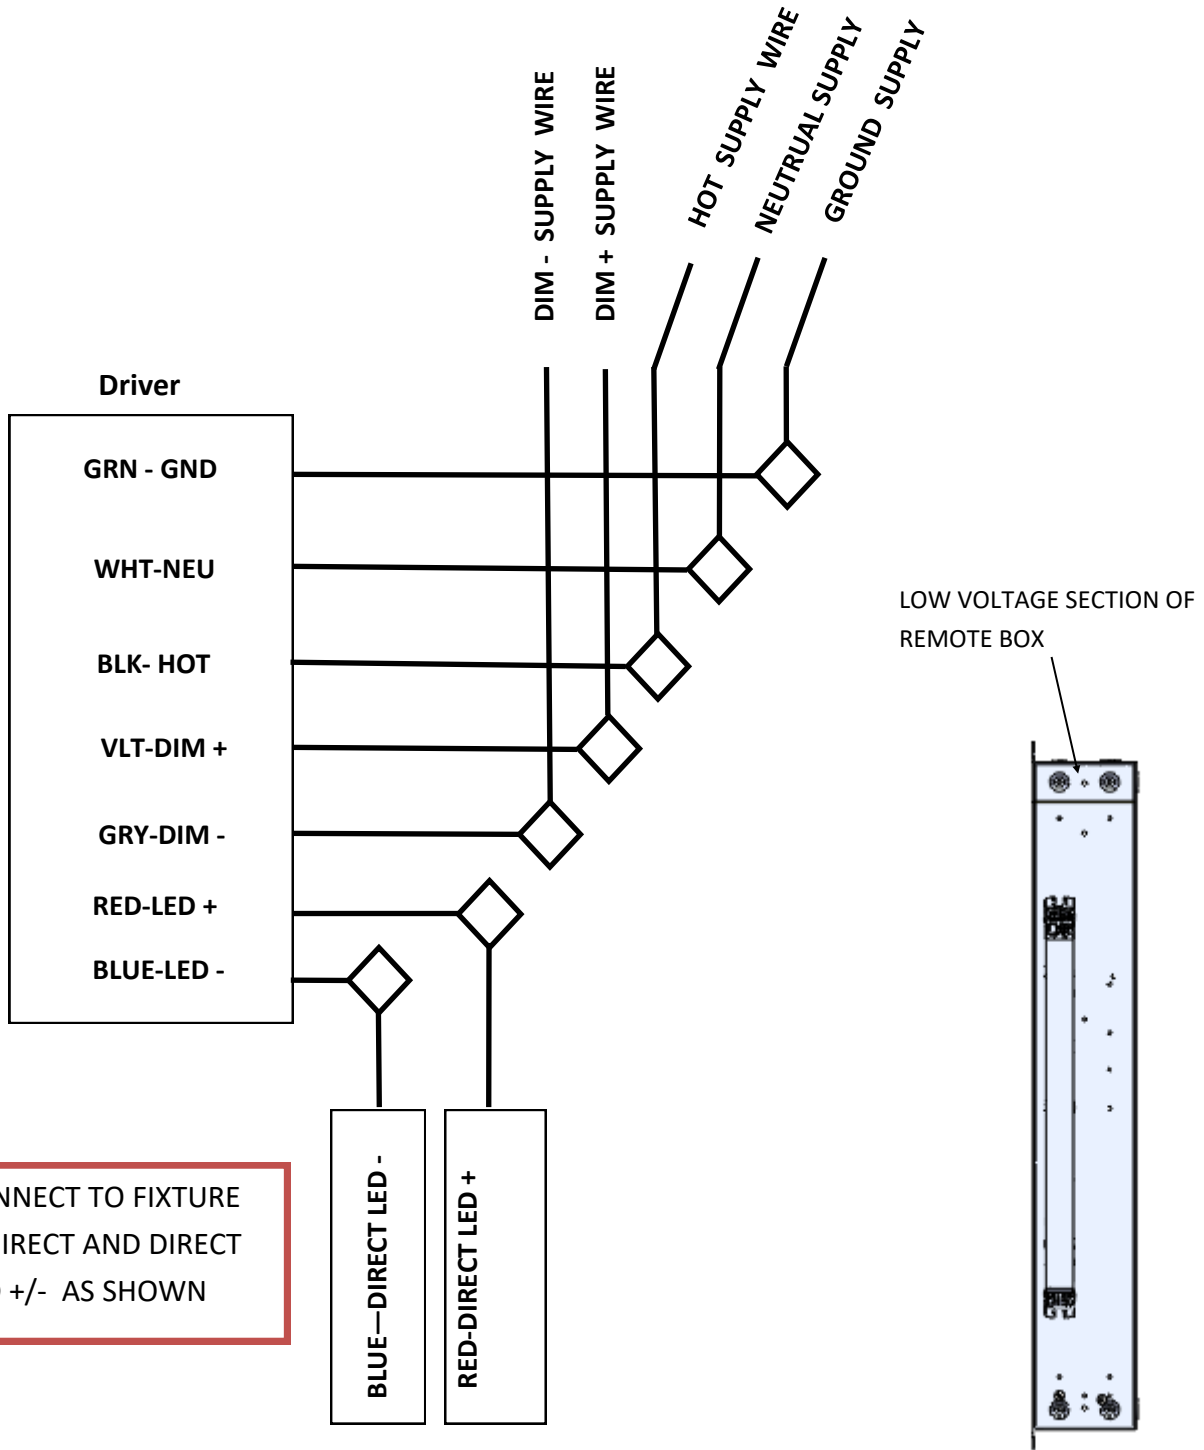 DIM - SUPPLY WIRE
DIM + SUPPLY WIRE
HOT SUPPLY WIRE
NEUTRUAL SUPPLY
GROUND SUPPLY
Driver
GRN - GND
WHT-NEU
BLK- HOT
VLT-DIM +
GRY-DIM -
RED-LED +
BLUE-LED -
LOW VOLTAGE SECTION OF
REMOTE BOX
TO FIXTURE
AND DIRECT
+/- AS SHOWN
BLUE—DIRECT LED -
RED-DIRECT LED +